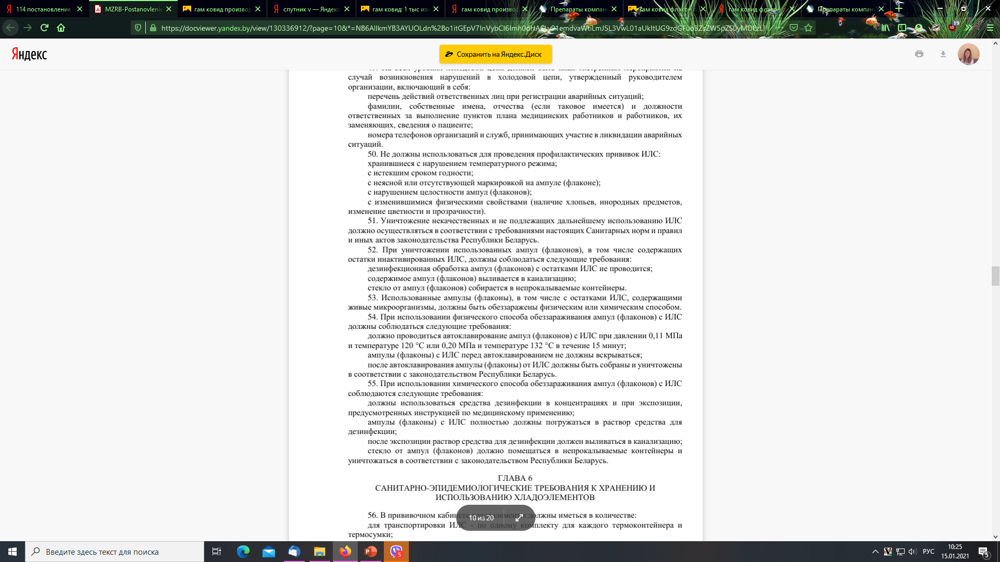 114 постановление
MZRB-Postanovleni
гам ковид производ
спутник v — Яндекс
гам ковид: 1 тыс из
гам ковид произво
Препараты компан
гам ковид флакон
гам ковид флакон
Препараты компан
https://docviewer.yandex.by/view/130336912/?page=10&*=
19
Яндекс
Сохранить на Яндекс.Диск
случай возникновения нарушений в холодовой цепи, утвержденный руководителем
организации, включающий в себя:
перечень действий ответственных лиц при регистрации аварийных ситуаций;
фамилии, собственные имена, отчества (если таковое имеется) и должности
ответственных за выполнение пунктов плана медицинских работников и работников, их
заменяющих, сведения о пациенте;
номера телефонов организаций и служб, принимающих участие в ликвидации аварийных
ситуаций.
50. Не должны использоваться для проведения профилактических прививок ИЛС:
хранившиеся с нарушением температурного режима;
с истекшим сроком годности;
с неясной или отсутствующей маркировкой на ампуле (флаконе);
с нарушением целостности ампул (флаконов);
с изменившимися физическими свойствами (наличие хлопьев, инородных предметов,
изменение цветности и прозрачности).
51. Уничтожение некачественных и не подлежащих дальнейшему использованию ИЛС
должно осуществляться в соответствии с требованиями настоящих Санитарных норм и правил
и иных актов законодательства Республики Беларусь.
52. При уничтожении использованных ампул (флаконов), в том числе содержащих
остатки инактивированных ИЛС, должны соблюдаться следующие требования:
дезинфекционная обработка ампул (флаконов) с остатками ИЛС не проводится;
содержимое ампул (флаконов) выливается в канализацию;
стекло от ампул (флаконов) собирается в непрокалываемые контейнеры.
53. Использованные ампулы (флаконы), в том числе с остатками ИЛС, содержащими
живые микроорганизмы, должны быть обеззаражены физическим или химическим способом.
54. При использовании физического способа обеззараживания ампул (флаконов) с ИЛС
должны соблюдаться следующие требования:
должно проводиться автоклавирование ампул (флаконов) с ИЛС при давлении 0,11 МПа
и температуре 120 °С или 0,20 МПа и температуре 132 °С в течение 15 минут;
ампулы (флаконы) с ИЛС перед автоклавированием не должны вскрываться;
после автоклавирования ампулы (флаконы) от ИЛС должны быть собраны и уничтожены
в соответствии с законодательством Республики Беларусь.
55. При использовании химического способа обеззараживания ампул (флаконов) с ИЛС
соблюдаются следующие требования:
должны использоваться средства дезинфекции в концентрациях и при экспозиции,
предусмотренных инструкцией по медицинскому применению;
ампулы (флаконы) с ИЛС полностью должны погружаться в раствор средства для
дезинфекции;
после экспозиции раствор средства для дезинфекции должен выливаться в канализацию;
стекло от ампул (флаконов) должно помещаться в непрокалываемые контейнеры и
уничтожаться в соответствии с законодательством Республики Беларусь.
ГЛАВА 6
САНИТАРНО-ЭПИДЕМИОЛОГИЧЕСКИЕ ТРЕБОВАНИЯ К ХРАНЕНИЮ И
ИСПОЛЬЗОВАНИЮ ХЛАДОЭЛЕМЕНТОВ
56. В прививочном кабинете хладоэлементы должны иметься в количестве:
10 из 20
для транспортировки ИЛС - по одному комплекту для каждого термоконтейнера и
термосумки;
Введите здесь текст для поиска
5
РУС
10:25
15.01.2021
5